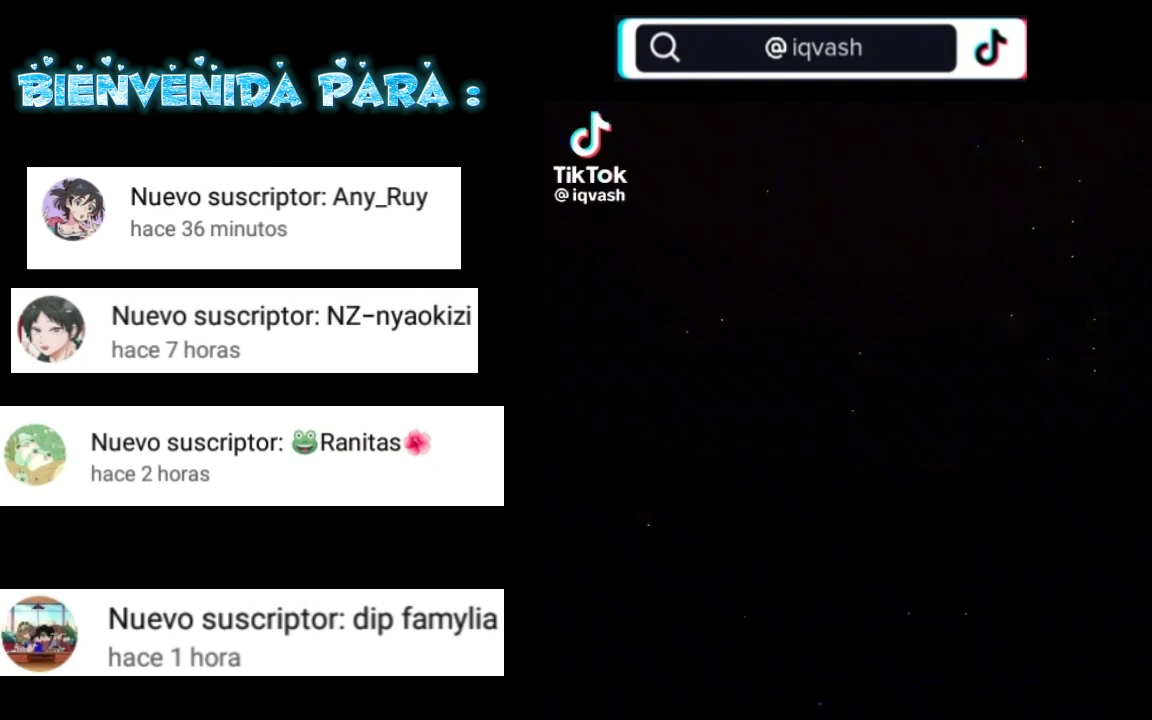 BIENVENIDA PARA :
Nuevo suscriptor: Any_Ruy
hace 36 minutos
Nuevo suscriptor: NZ-nyaokizi
hace 7 horas
Nuevo suscriptor: 🐸Ranitas🌺
hace 2 horas
Nuevo suscriptor: dip famylia
hace 1 hora
@iqvash
TikTok
@iqvash